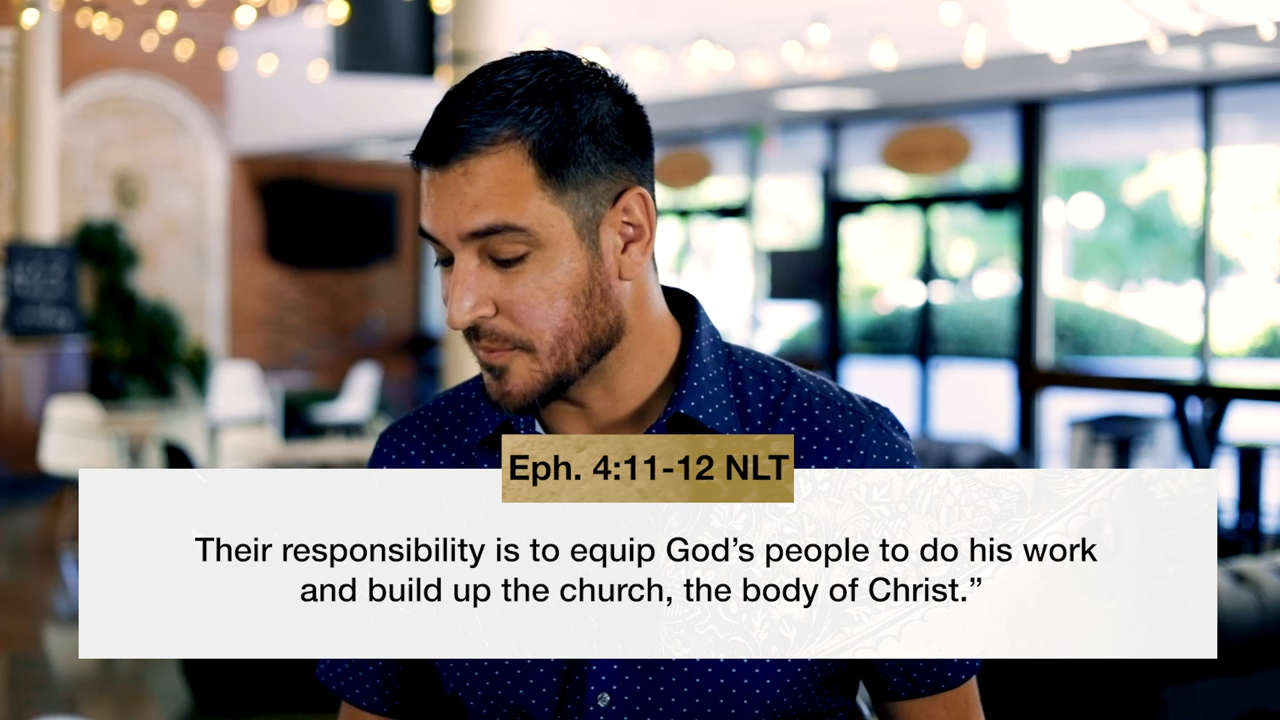 Eph. 4:11-12 NLT
Their responsibility is to equip God’s people to do his work
and build up the church, the body of Christ.”